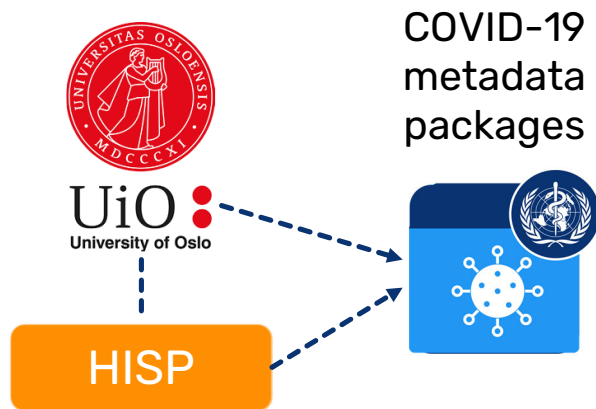 UNIVERSITAS OSLOENSIS
MDCCCXI
UiO
University of Oslo
HISP
COVID-19
metadata
packages